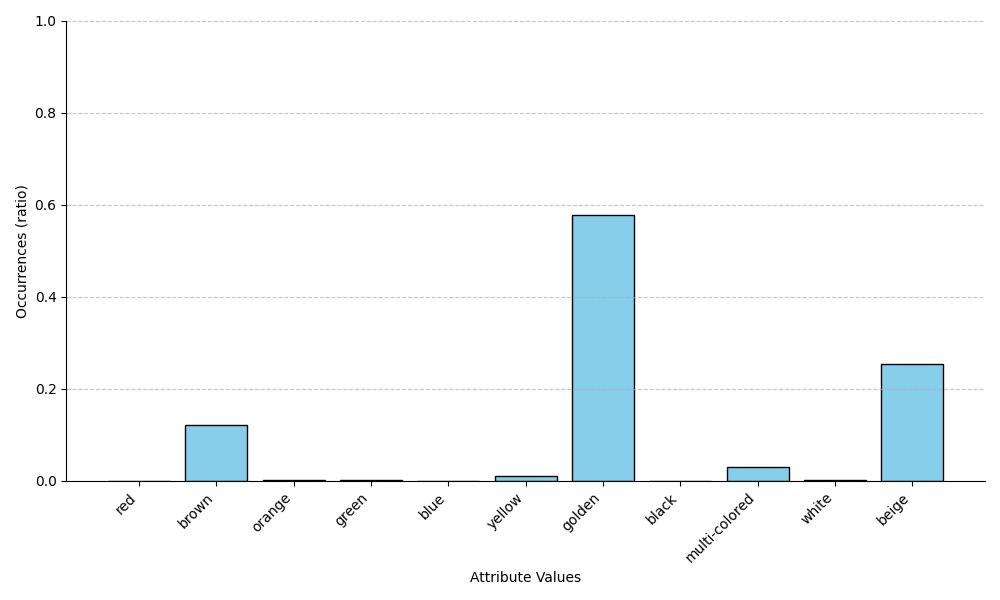 Occurrences (ratio)
1.0
0.8
0.6
0.4
0.2
0.0
red
brown
orange
green
blue
yellow
golden
black
multi-colored
white
beige
Attribute Values